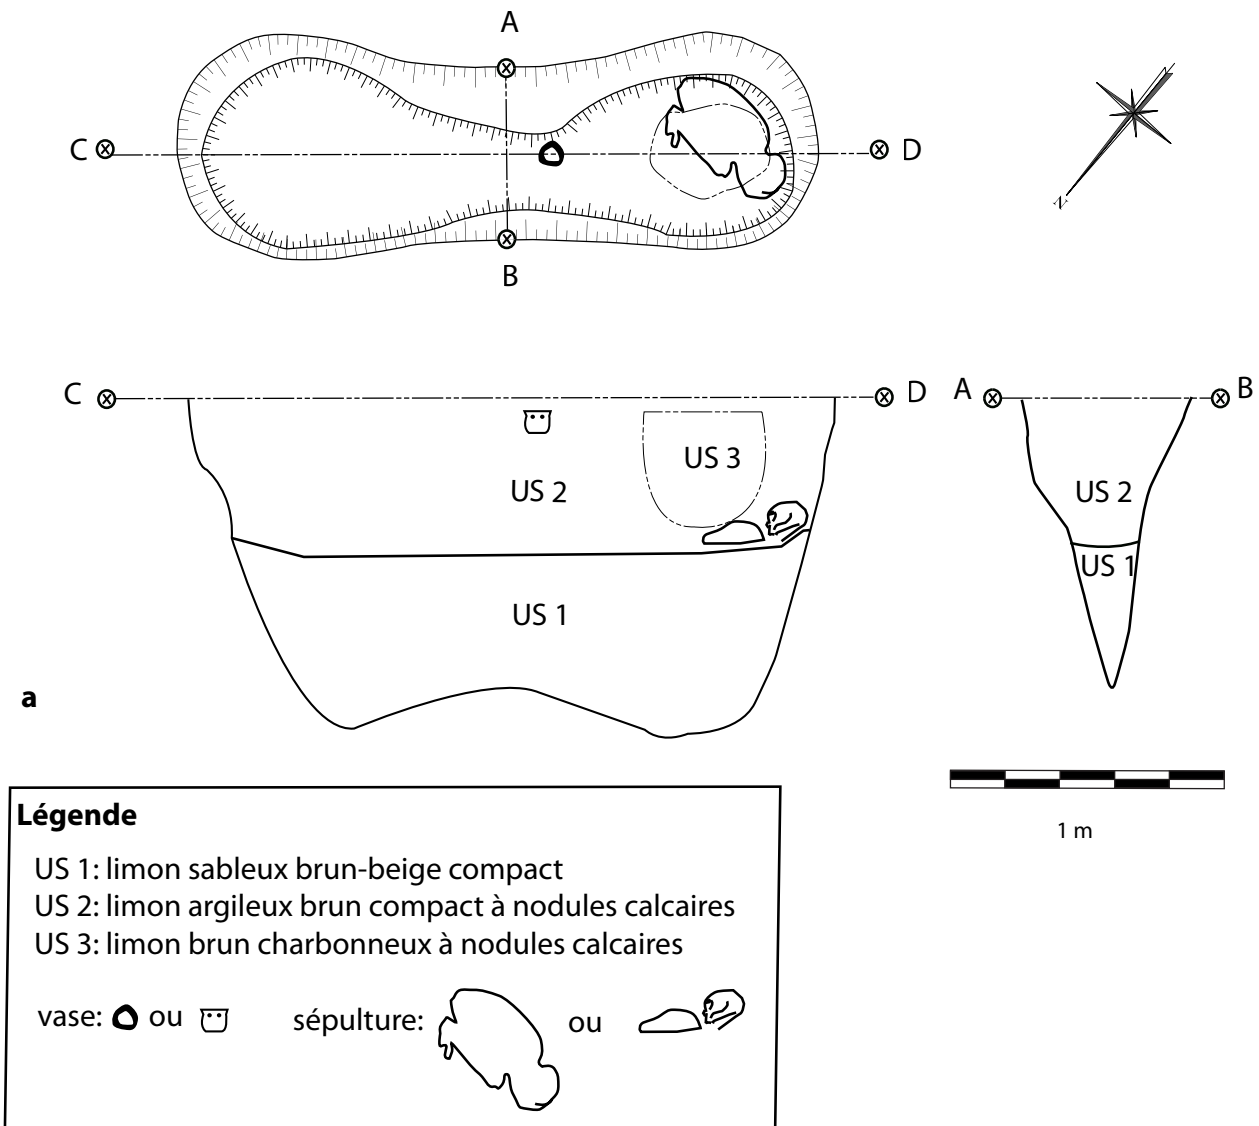 A
C
D
B
N
C
D
A
B
US 3
US 2
US 2
US 1
US 1
a
1 m
Légende
US 1: limon sableux brun-beige compact
US 2: limon argileux brun compact à nodules calcaires
US 3: limon brun charbonneux à nodules calcaires
vase: ou sépulture: ou